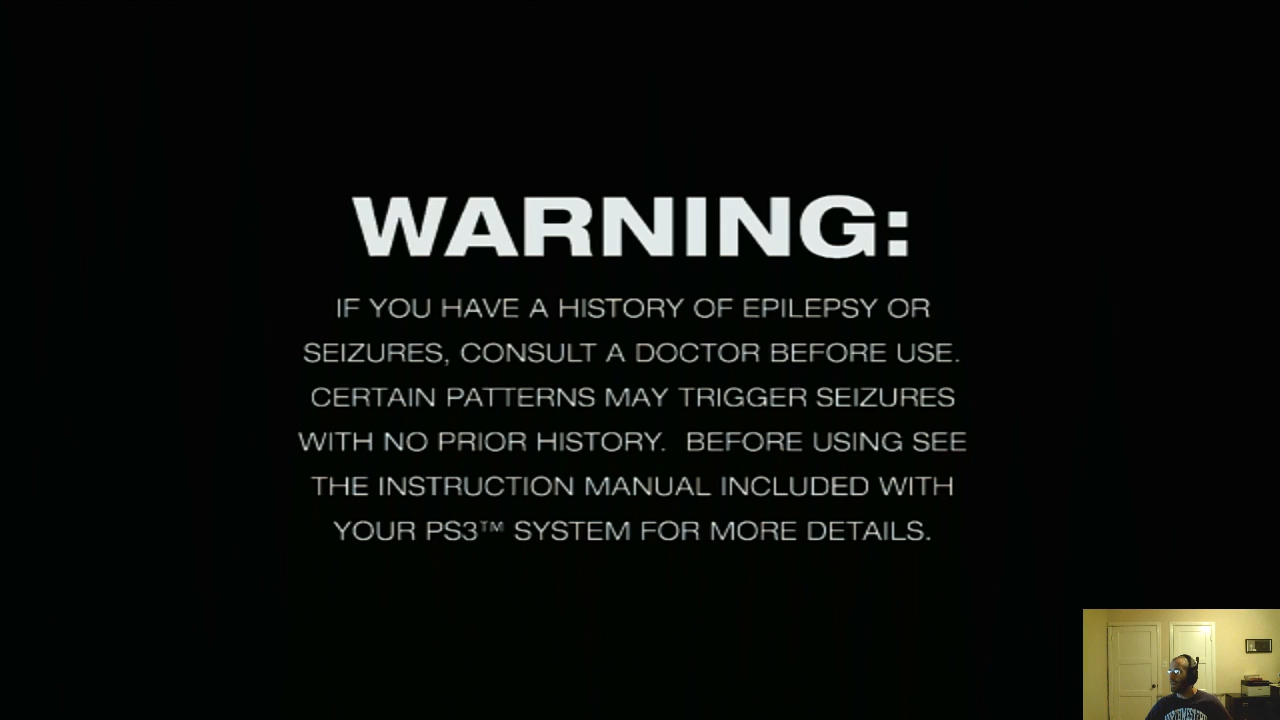 WARNING:
IF YOU HAVE A HISTORY OF EPILEPSY OR
SEIZURES, CONSULT A DOCTOR BEFORE USE.
CERTAIN PATTERNS MAY TRIGGER SEIZURES
WITH NO PRIOR HISTORY. BEFORE USING SEE
THE INSTRUCTION MANUAL INCLUDED WITH
YOUR PS3™ SYSTEM FOR MORE DETAILS.